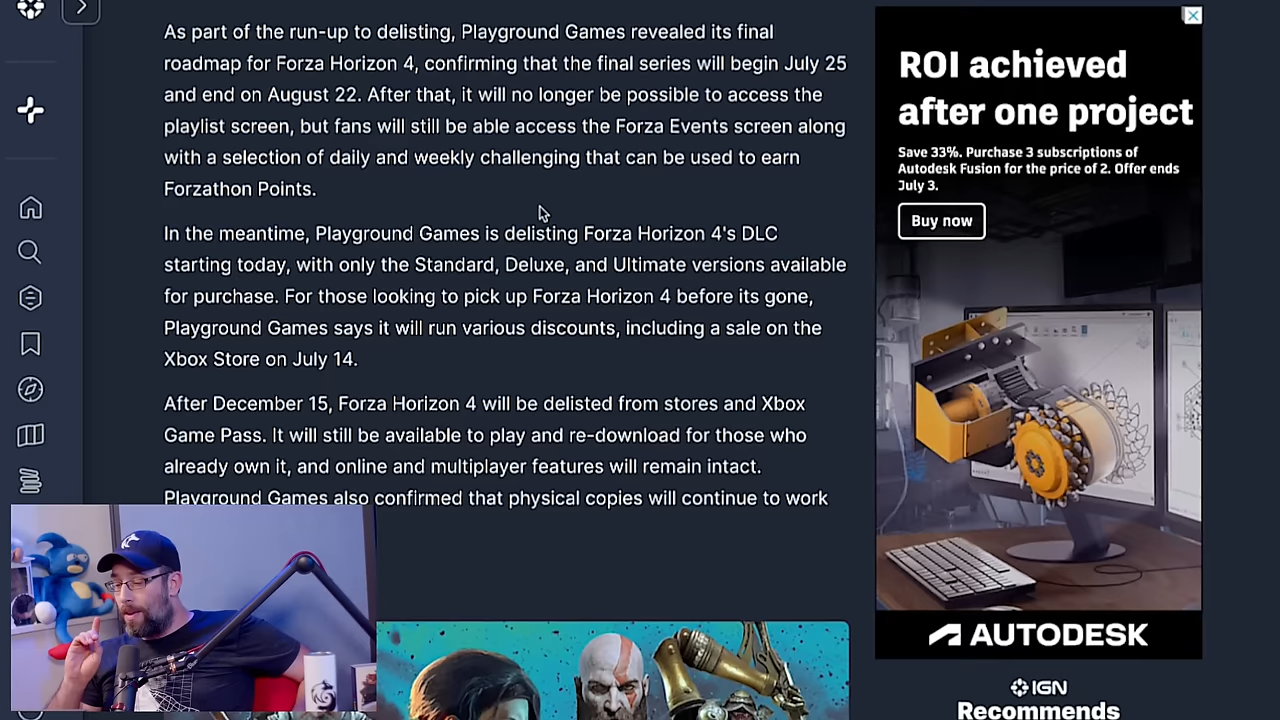 As part of the run-up to delisting, Playground Games revealed its final
roadmap for Forza Horizon 4, confirming that the final series will begin July 25
and end on August 22. After that, it will no longer be possible to access the
playlist screen, but fans will still be able access the Forza Events screen along
with a selection of daily and weekly challenging that can be used to earn
Forzathon Points.
In the meantime, Playground Games is delisting Forza Horizon 4's DLC
starting today, with only the Standard, Deluxe, and Ultimate versions available
for purchase. For those looking to pick up Forza Horizon 4 before its gone,
Playground Games says it will run various discounts, including a sale on the
Xbox Store on July 14.
After December 15, Forza Horizon 4 will be delisted from stores and Xbox
Game Pass. It will still be available to play and re-download for those who
already own it, and online and multiplayer features will remain intact.
Playground Games also confirmed that physical copies will continue to work
ROI achieved
after one project
Save 33%. Purchase 3 subscriptions of
Autodesk Fusion for the price of 2. Offer ends
July 3.
Buy now
AUTODESK
IGN
Recommends